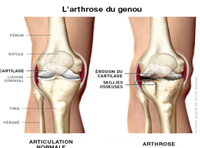 L'arthrose du genou
FÉMUR
ROTULE
CARTILAGE
LIQUIDE
SYNOVIAL
TIBIA
PÉRONÉ
ÉROSION DU
CARTILAGE
SAILLIES
OSSEUSES
ARTICULATION
NORMALE
ARTHROSE